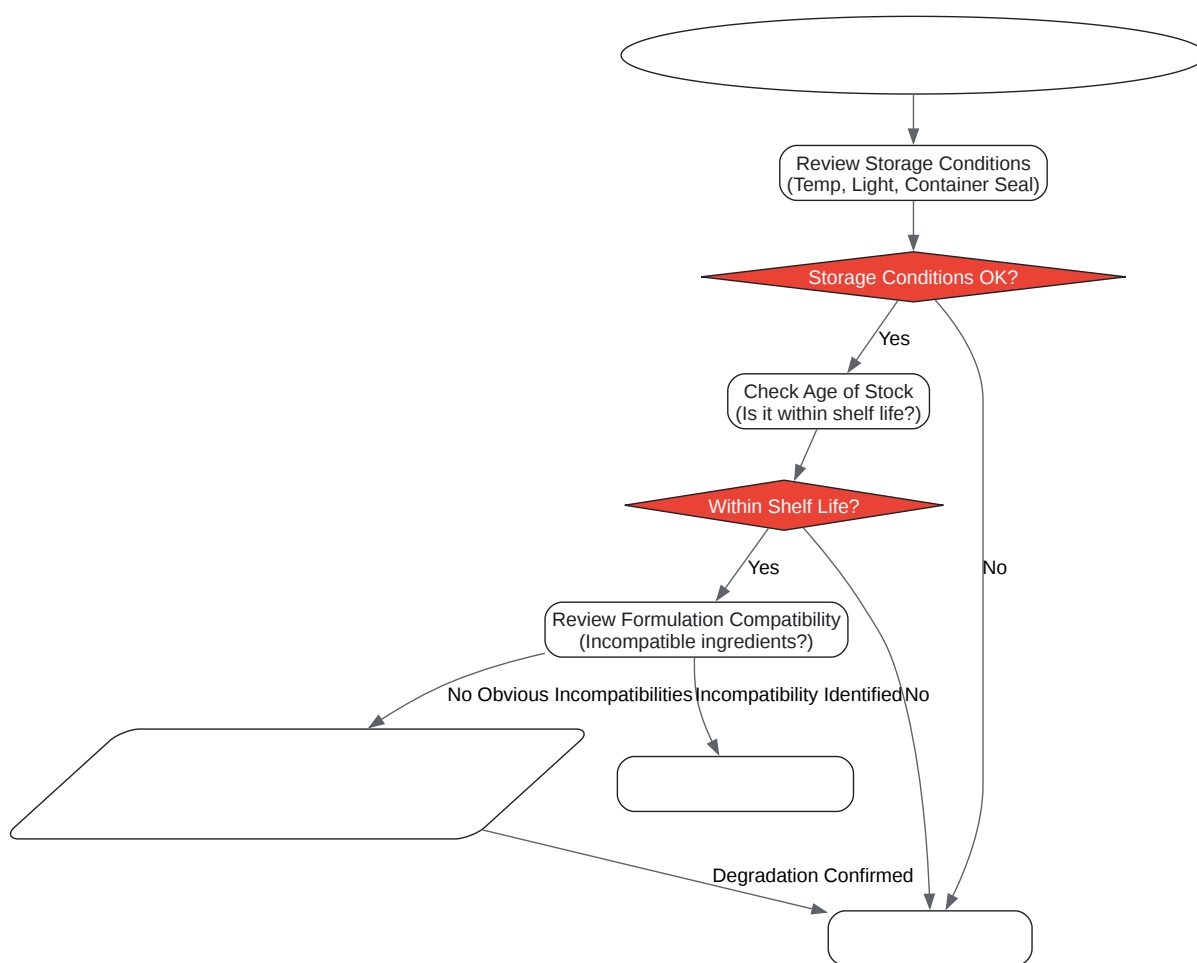 Review Storage Conditions
(Temp, Light, Container Seal)
Storage Conditions OK?
Yes
Check Age of Stock
(Is it within shelf life?)
Within Shelf Life?
Yes
No
Review Formulation Compatibility
(Incompatible ingredients?)
No Obvious Incompatibilities
Incompatibility Identified
No
Degradation Confirmed